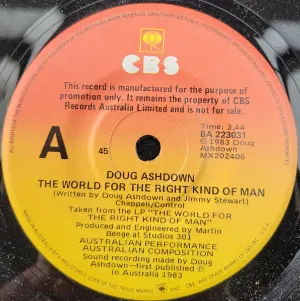 CBS
This record is manufactured for the purpose of
promotion only. It remains the property of CBS
Records Australia Limited and is not for sale.
A
45
Time: 3.44
BA 223031
℗ 1983 Doug
Ashdown
MX202406
DOUG ASHDOWN
THE WORLD FOR THE RIGHT KIND OF MAN
(Written by Doug Ashdown and Jimmy Stewart)
Chappell/Control
Taken from the LP "THE WORLD FOR
THE RIGHT KIND OF MAN"
Produced and Engineered by Martin
Benge at Studios 301
AUSTRALIAN PERFORMANCE
AUSTRALIAN COMPOSITION
Sound recording made by Doug
Ashdown—first published ℗
in Australia 1983